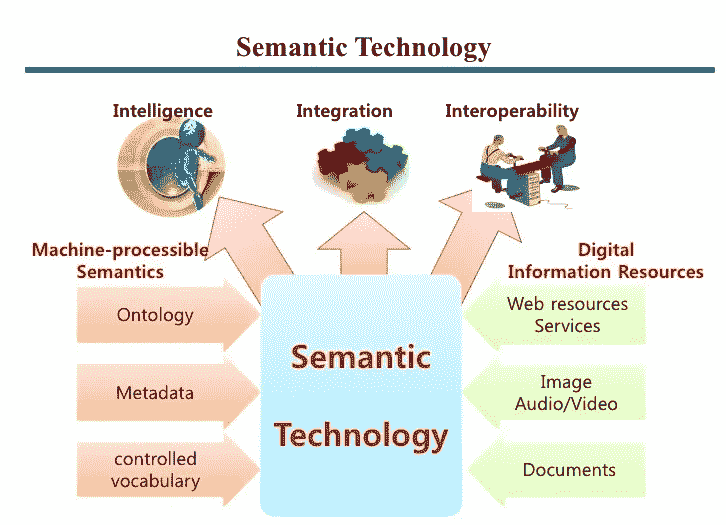 Semantic Technology
Intelligence
Integration
Interoperability
Machine-processible
Semantics
Digital
Information Resources
Ontology
Metadata
controlled
vocabulary
Semantic
Technology
Web resources
Services
Image
Audio/Video
Documents